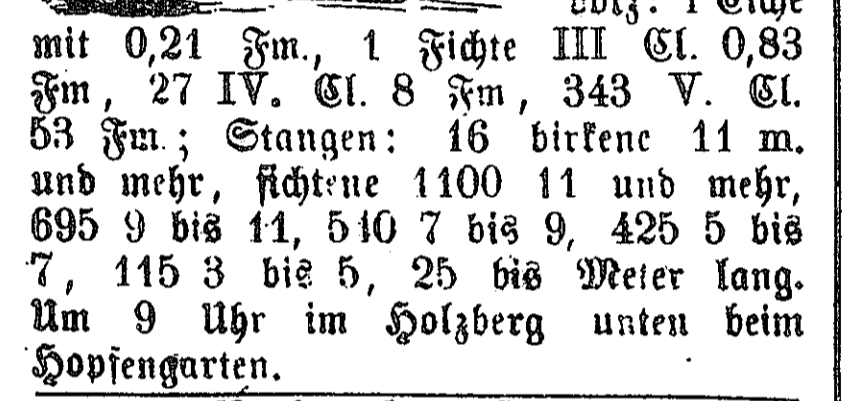 1 Eiche
mit 0,21 Fm., 1 Fichte III Cl. 0,83
Fm, 27 IV. Cl. 8 Fm, 343 V. Cl.
53 Fm.; Stangen: 16 birkene 11 m.
und mehr, fichtene 1100 11 und mehr,
695 9 bis 11, 510 7 bis 9, 425 5 bis
7, 115 3 bis 5, 25 bis Meter lang.
Um 9 Uhr im Holzberg unten beim
Hopfengarten.